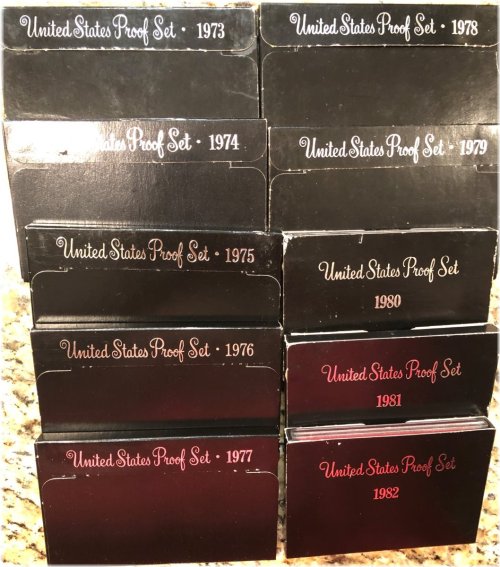 United States Proof Set · 1973
United States Proof Set · 1974
United States Proof Set · 1975
United States Proof Set · 1976
United States Proof Set · 1977
United States Proof Set · 1978
United States Proof Set · 1979
United States Proof Set
1980
United States Proof Set
1981
United States Proof Set
1982